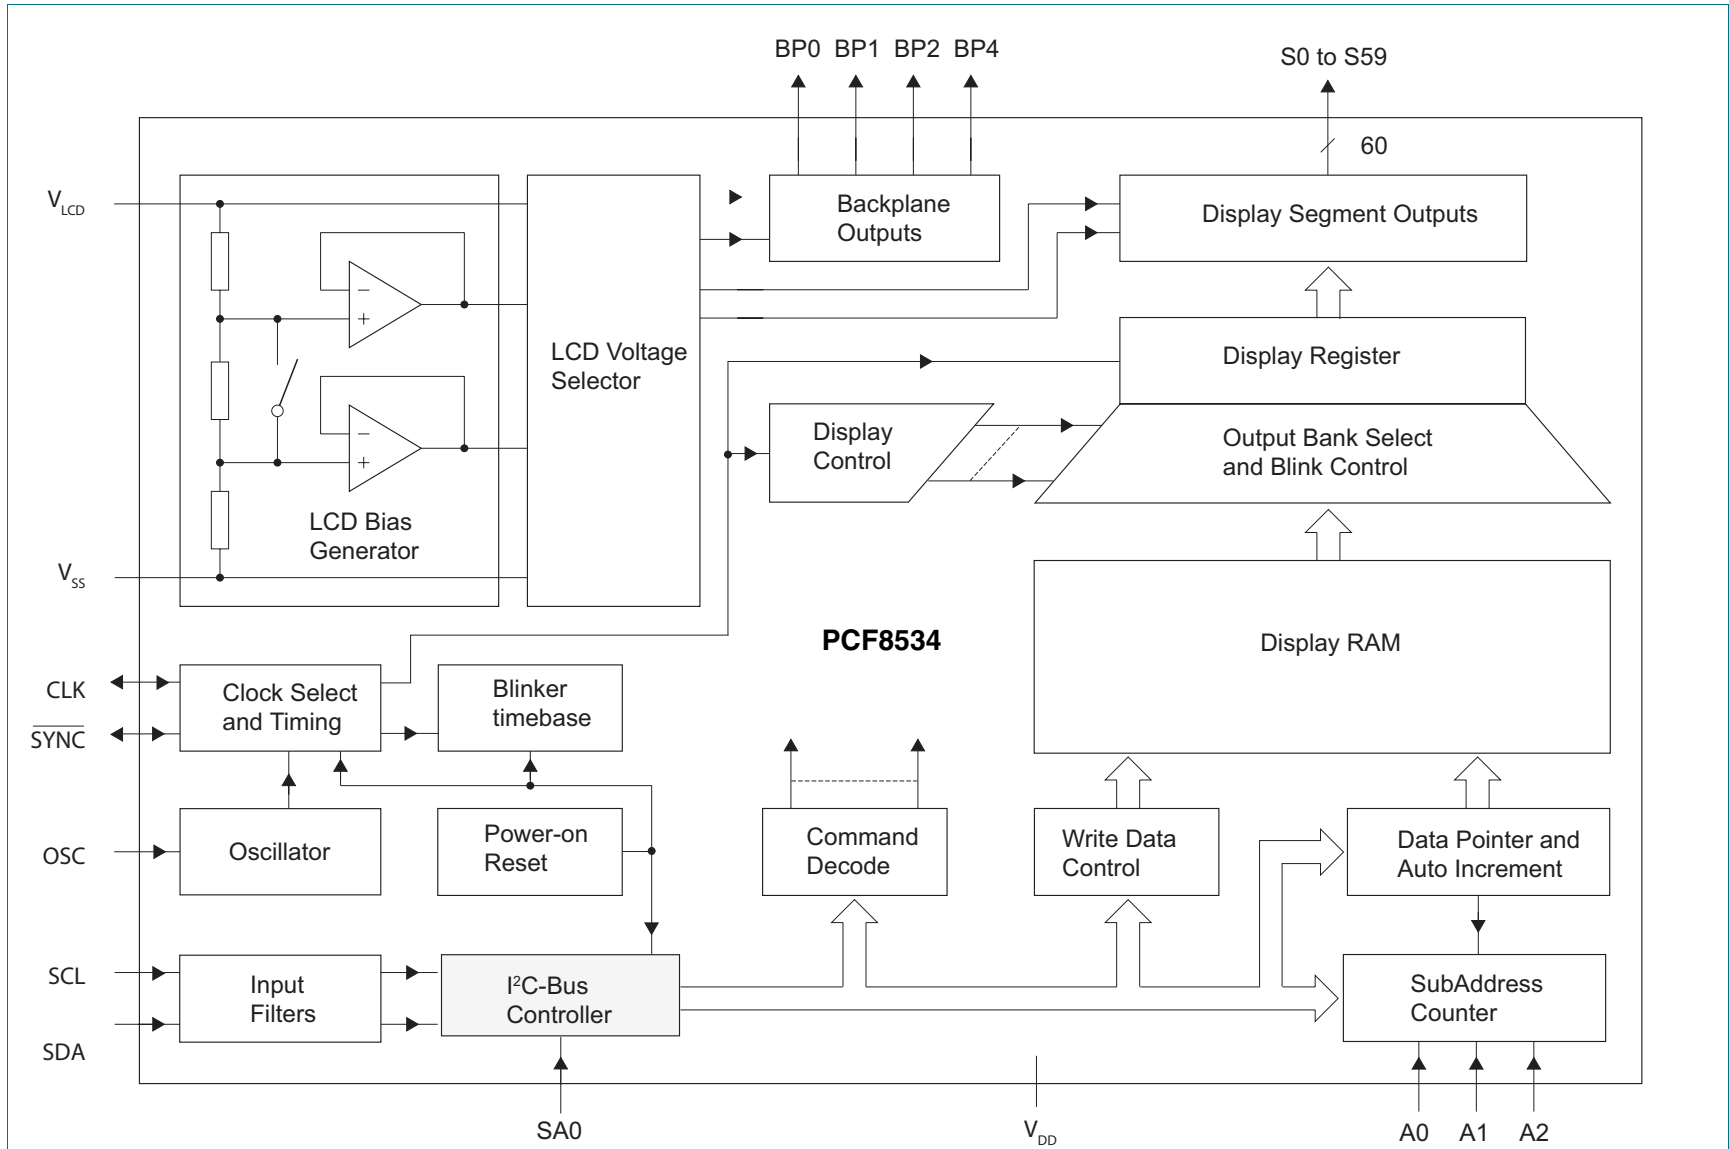 BP0 BP1 BP2 BP4
S0 to S59
60
VLCD
Backplane
Outputs
Display Segment Outputs
−
+
LCD Voltage
Selector
Display Register
−
+
Display
Control
Output Bank Select
and Blink Control
LCD Bias
Generator
VSS
PCF8534
Display RAM
CLK
SYNC
Clock Select
and Timing
Blinker
timebase
OSC
Oscillator
Power-on
Reset
Command
Decode
Write Data
Control
Data Pointer and
Auto Increment
SCL
SDA
Input
Filters
I²C-Bus
Controller
SubAddress
Counter
SA0
VDD
A0 A1 A2